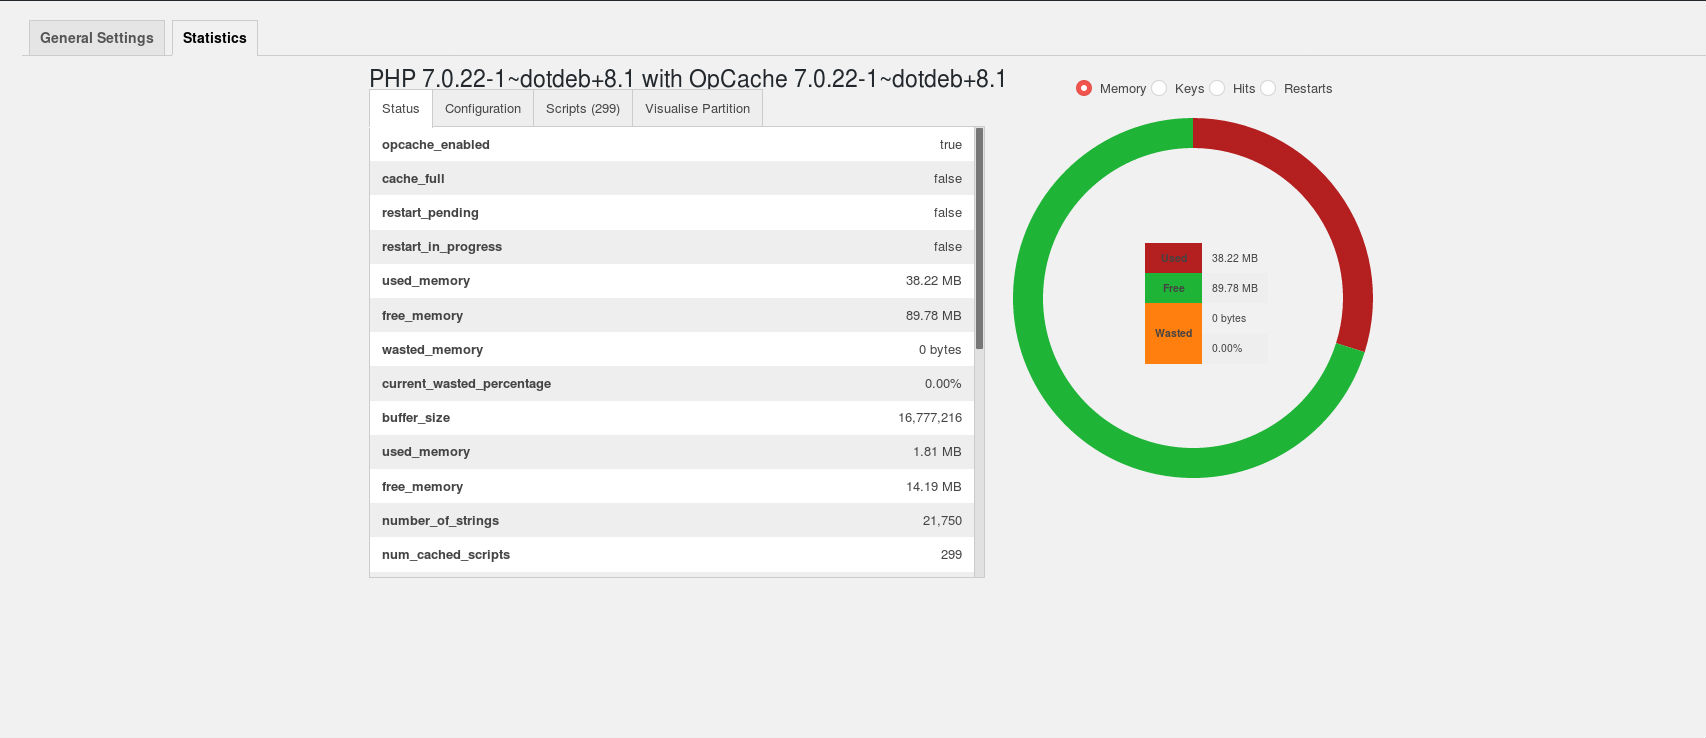 General Settings
Statistics
PHP 7.0.22-1~dotdeb+8.1 with OpCache 7.0.22-1~dotdeb+8.1
Status Configuration Scripts (299) Visualise Partition
opcache_enabled true
cache_full false
restart_pending false
restart_in_progress false
used_memory 38.22 MB
free_memory 89.78 MB
wasted_memory 0 bytes
current_wasted_percentage 0.00%
buffer_size 16,777,216
used_memory 1.81 MB
free_memory 14.19 MB
number_of_strings 21,750
num_cached_scripts 299
Memory Keys Hits Restarts
Used 38.22 MB
Free 89.78 MB
Wasted 0 bytes
0.00%